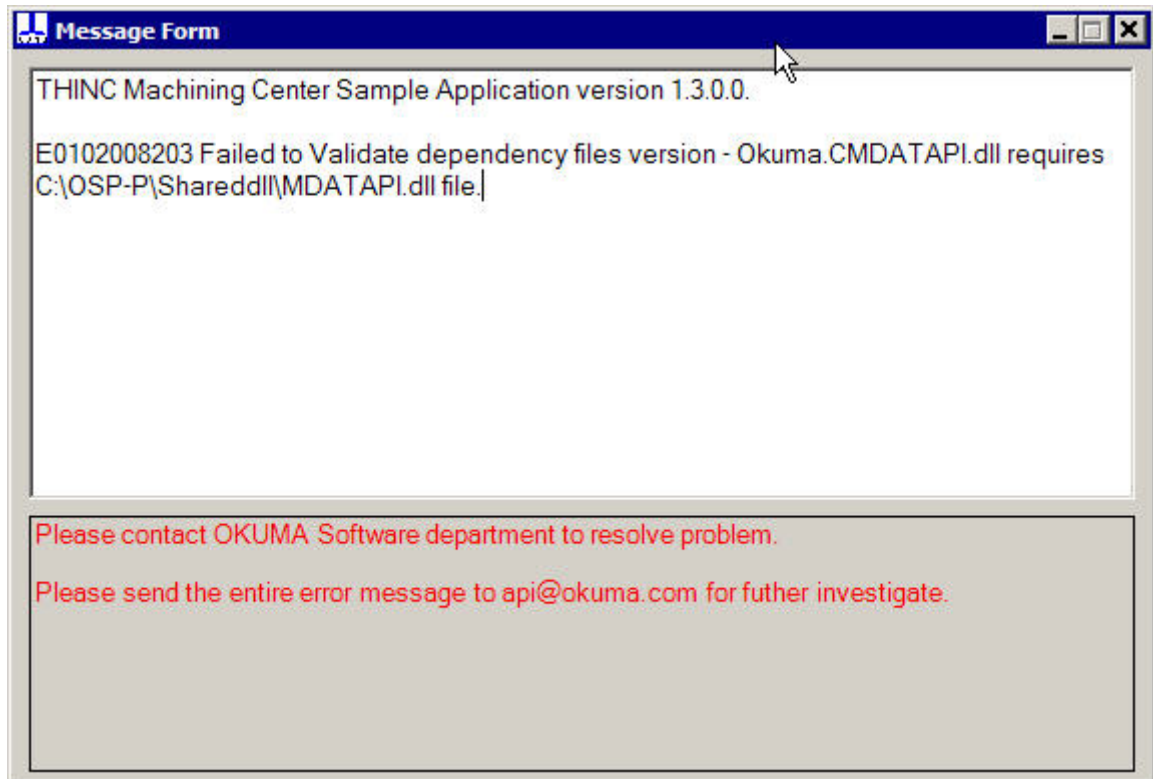 Message Form
THINC Machining Center Sample Application version 1.3.0.0.
E0102008203 Failed to Validate dependency files version - Okuma.CMDATAPI.dll requires
C:\OSP-P\Shareddll\MDATAPI.dll file.
Please contact OKUMA Software department to resolve problem.
Please send the entire error message to api@okuma.com for futher investigate.